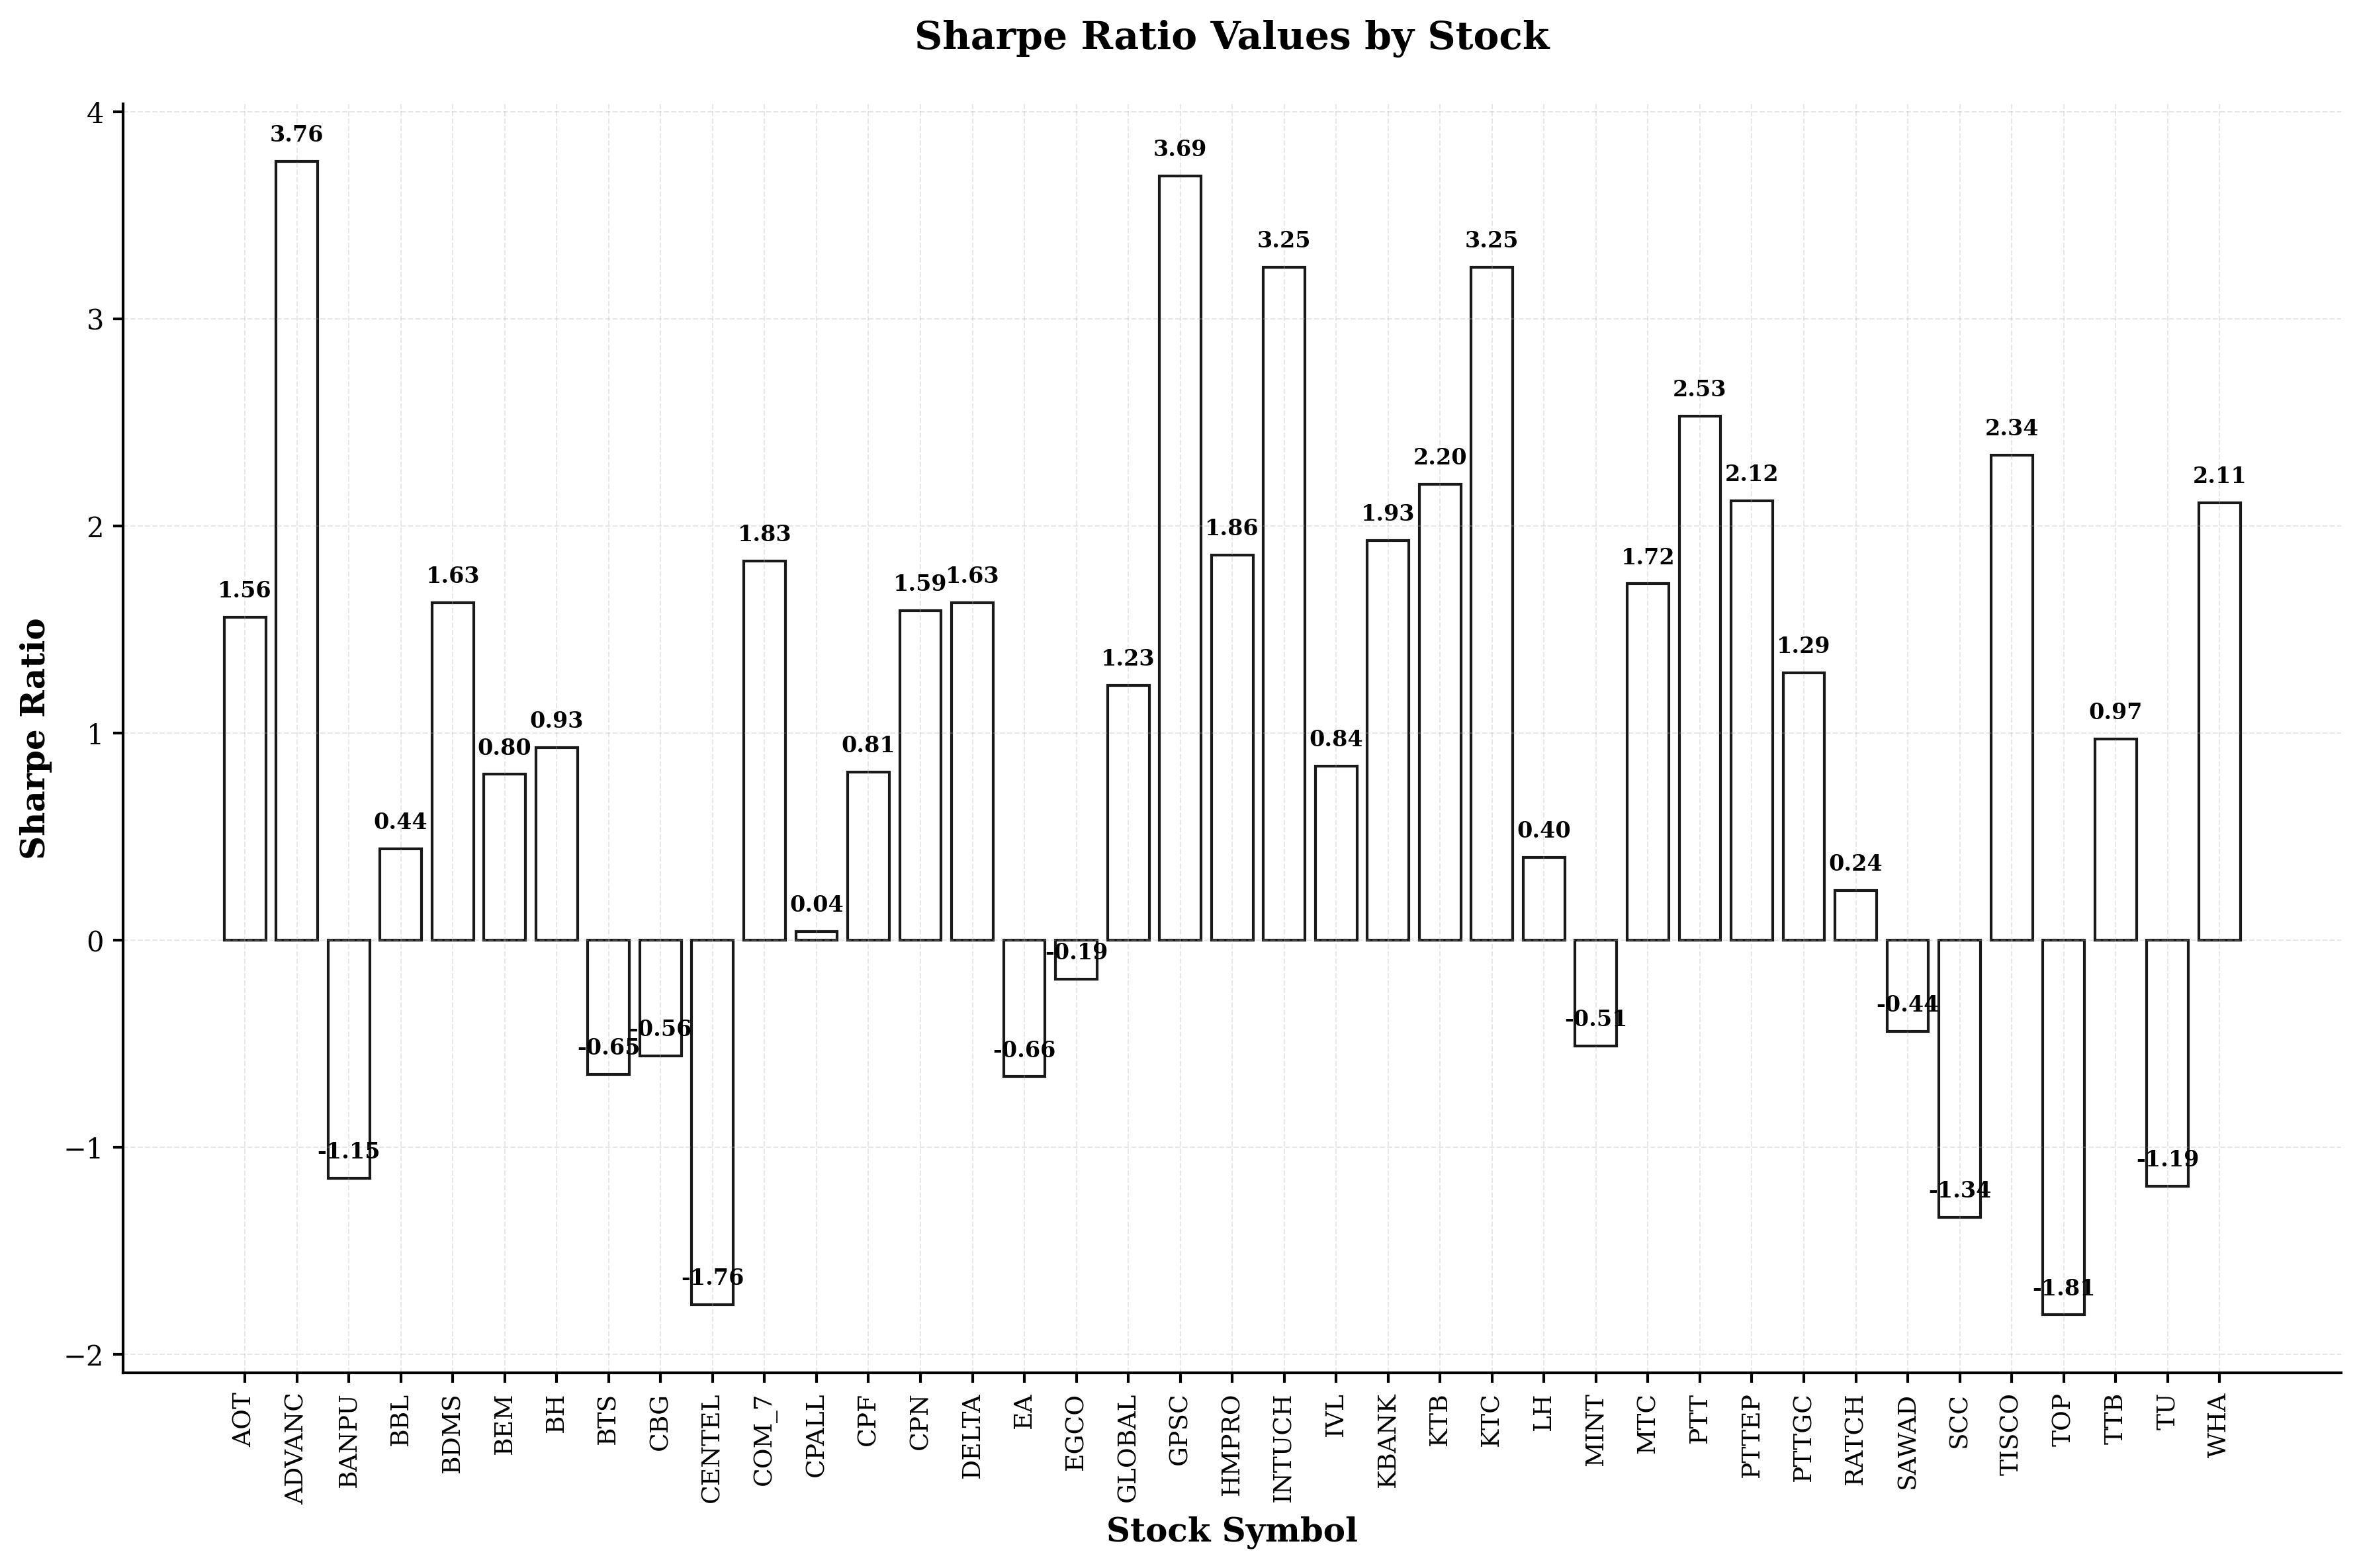 Sharpe Ratio Values by Stock
Sharpe Ratio
4
3
2
1
0
−1
−2
1.56
3.76
-1.15
0.44
1.63
0.80
0.93
-0.65
-0.56
-1.76
1.83
0.04
0.81
1.59
1.63
-0.66
-0.19
1.23
3.69
1.86
3.25
0.84
1.93
2.20
3.25
0.40
-0.51
1.72
2.53
2.12
1.29
0.24
-0.44
-1.34
2.34
-1.81
0.97
-1.19
2.11
AOT
ADVANC
BANPU
BBL
BDMS
BEM
BH
BTS
CBG
CENTEL
COM_7
CPALL
CPF
CPN
DELTA
EA
EGCO
GLOBAL
GPSC
HMPRO
INTUCH
IVL
KBANK
KTB
KTC
LH
MINT
MTC
PTT
PTTEP
PTTGC
RATCH
SAWAD
SCC
TISCO
TOP
TTB
TU
WHA
Stock Symbol